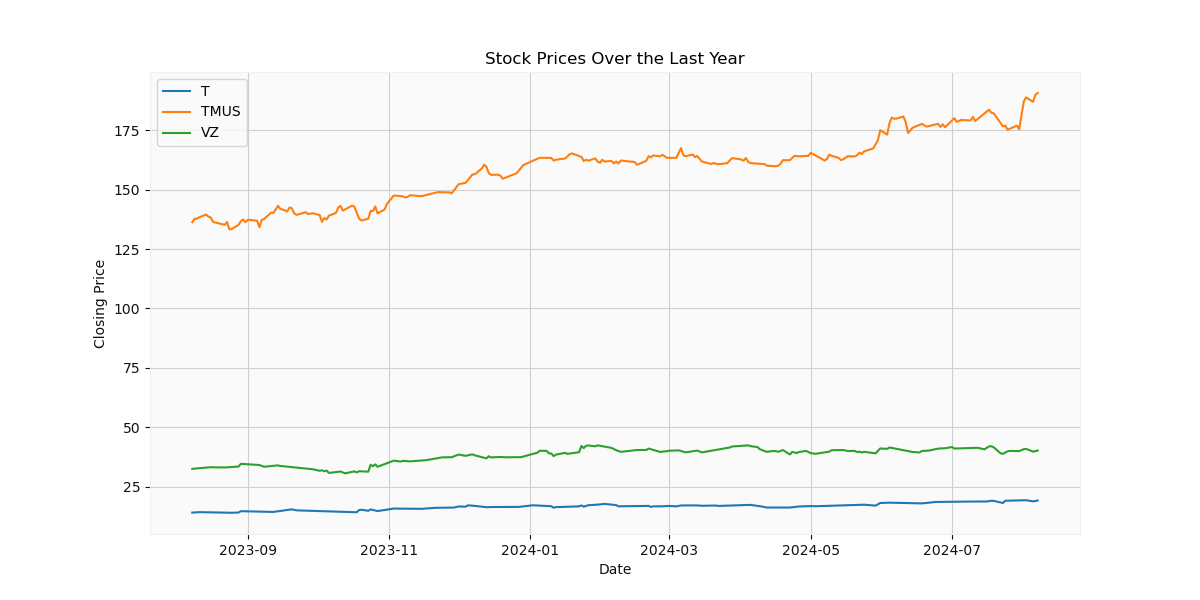 Stock Prices Over the Last Year
T
TMUS
VZ
Closing Price
175
150
125
100
75
50
25
2023-09
2023-11
2024-01
2024-03
2024-05
2024-07
Date